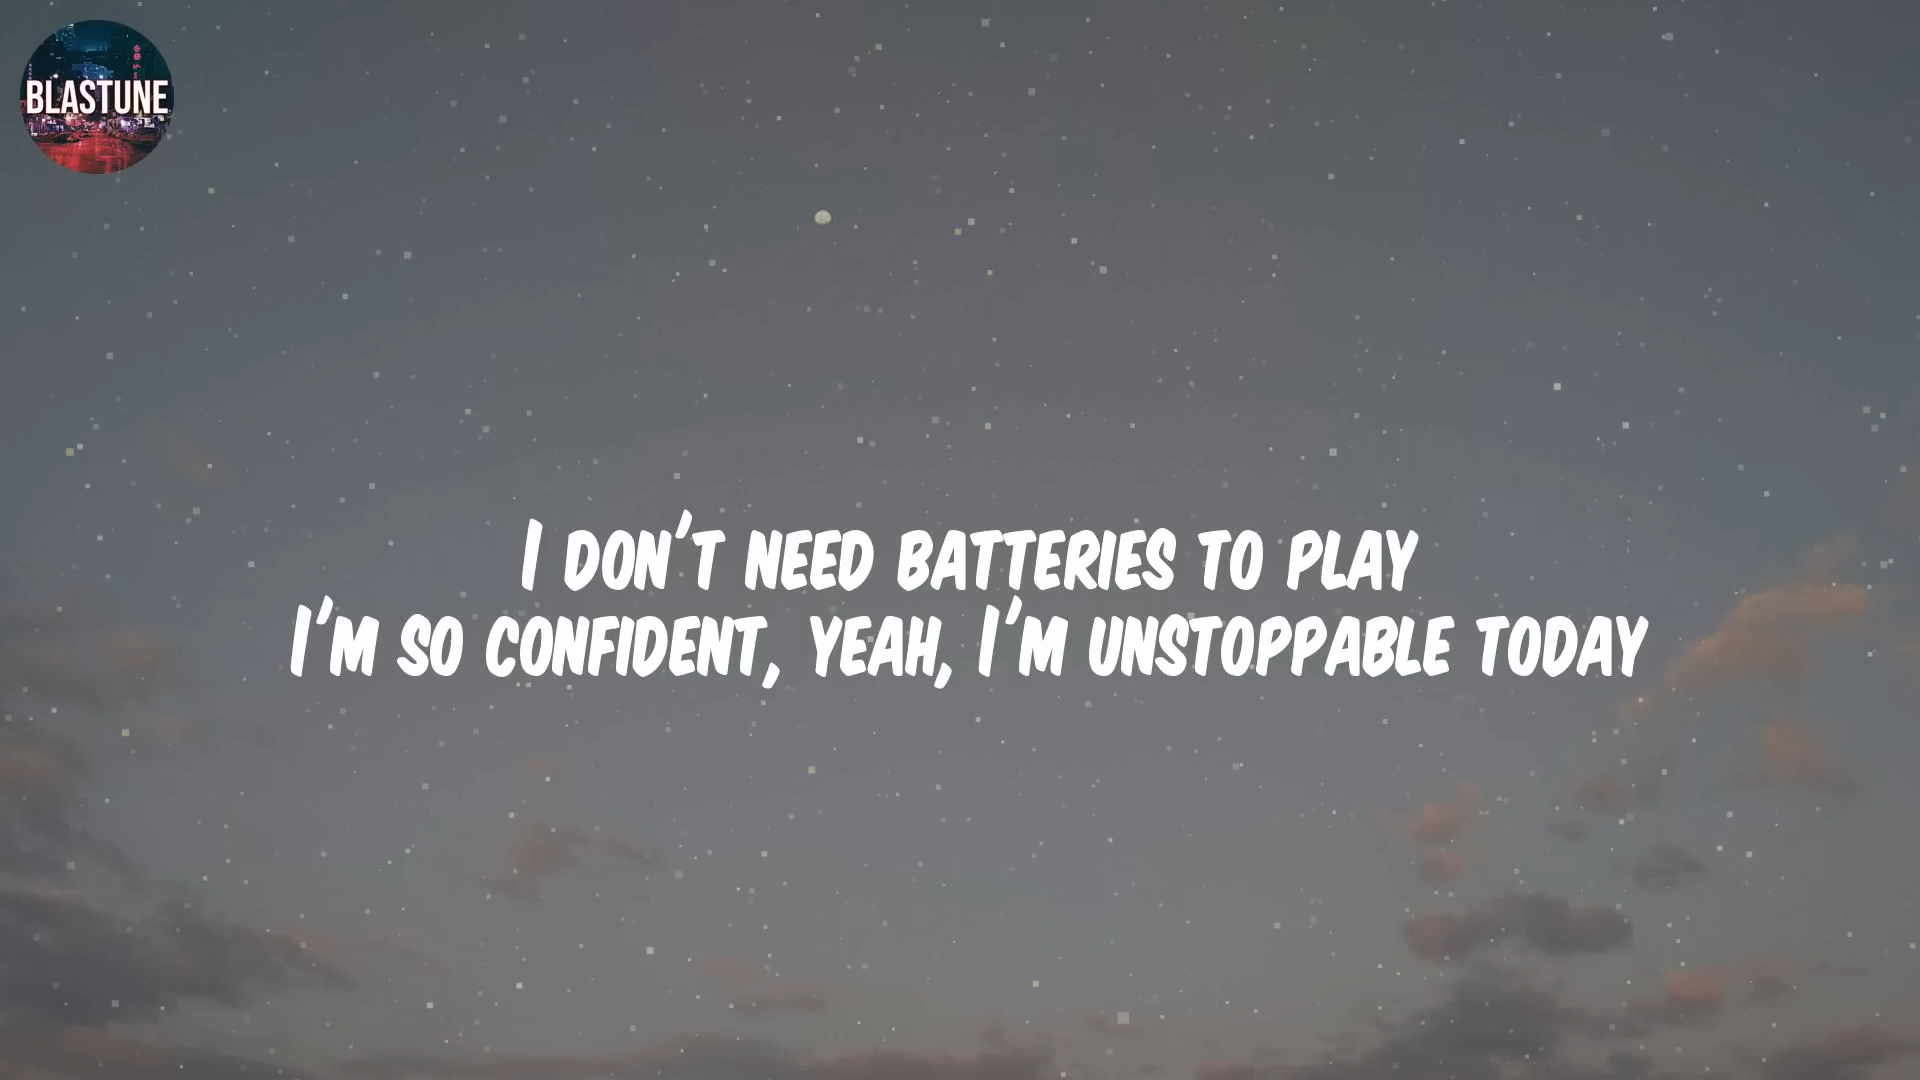 BLASTUNE
I DON'T NEED BATTERIES TO PLAY
I'M SO CONFIDENT, YEAH, I'M UNSTOPPABLE TODAY